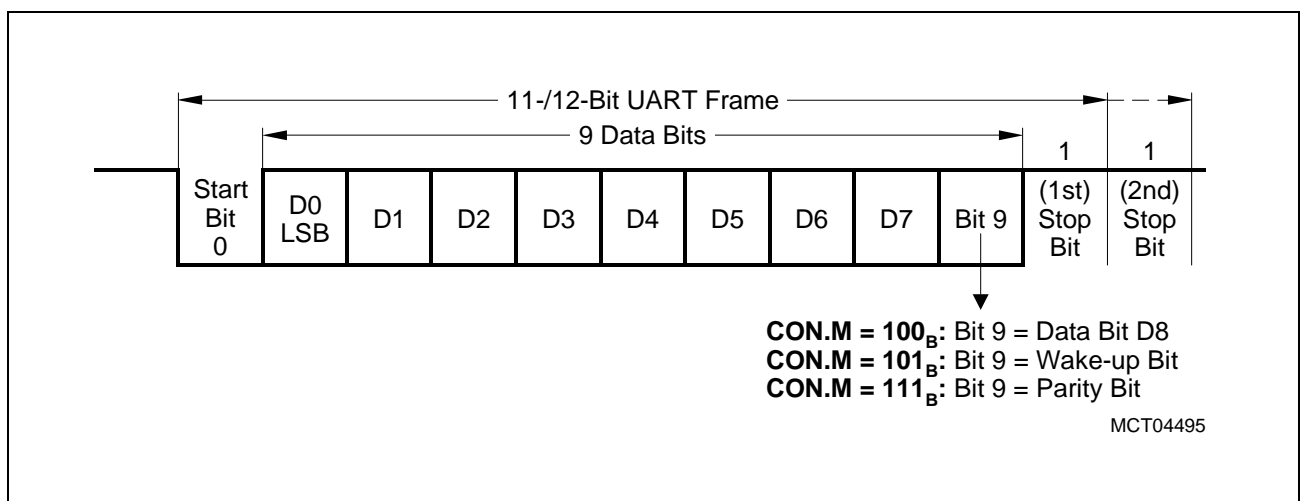 11-/12-Bit UART Frame
9 Data Bits
1
1
Start
Bit
0
D0
LSB
D1
D2
D3
D4
D5
D6
D7
Bit 9
(1st)
Stop
Bit
(2nd)
Stop
Bit
CON.M = 100B: Bit 9 = Data Bit D8
CON.M = 101B: Bit 9 = Wake-up Bit
CON.M = 111B: Bit 9 = Parity Bit
MCT04495